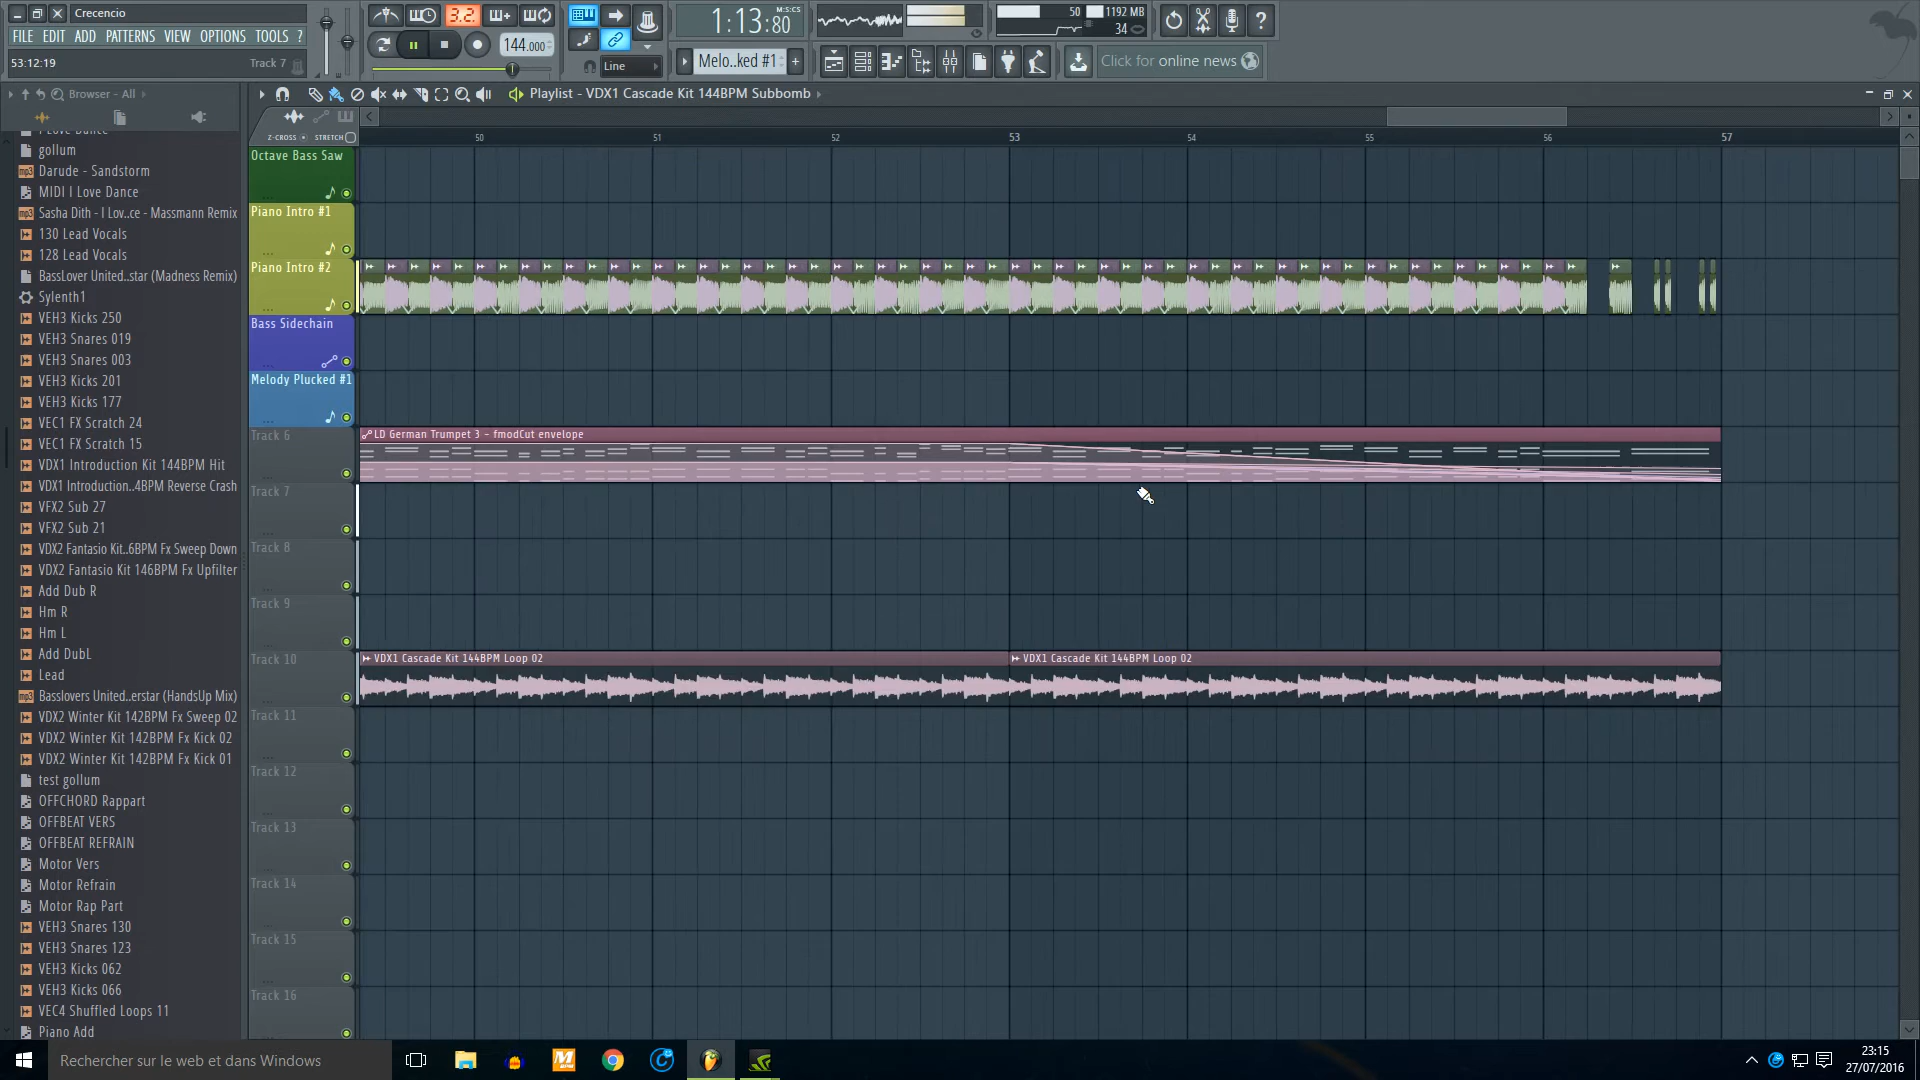 Crecencio
FILE EDIT ADD PATTERNS VIEW OPTIONS TOOLS ?
53:12:19 Track 7
3.2.
144.000
Line
1:13:80
M:S:CS
Melo..ked #1
50 1192 MB
34
Click for online news
Browser - All
Playlist - VDX1 Cascade Kit 144BPM Subbomb
Z-CROSS STRETCH
50 51 52 53 54 55 56 57
I Love Dance
gollum
Darude - Sandstorm
MIDI I Love Dance
Sasha Dith - I Lov..ce - Massmann Remix
130 Lead Vocals
128 Lead Vocals
BassLover United..star (Madness Remix)
Sylenth1
VEH3 Kicks 250
VEH3 Snares 019
VEH3 Snares 003
VEH3 Kicks 201
VEH3 Kicks 177
VEC1 FX Scratch 24
VEC1 FX Scratch 15
VDX1 Introduction Kit 144BPM Hit
VDX1 Introduction..4BPM Reverse Crash
VFX2 Sub 27
VFX2 Sub 21
VDX2 Fantasio Kit..6BPM Fx Sweep Down
VDX2 Fantasio Kit 146BPM Fx Upfilter
Add Dub R
Hm R
Hm L
Add DubL
Lead
Basslovers United..erstar (HandsUp Mix)
VDX2 Winter Kit 142BPM Fx Sweep 02
VDX2 Winter Kit 142BPM Fx Kick 02
VDX2 Winter Kit 142BPM Fx Kick 01
test gollum
OFFCHORD Rappart
OFFBEAT VERS
OFFBEAT REFRAIN
Motor Vers
Motor Refrain
Motor Rap Part
VEH3 Snares 130
VEH3 Snares 123
VEH3 Kicks 062
VEH3 Kicks 066
VEC4 Shuffled Loops 11
Piano Add
Octave Bass Saw
Piano Intro #1
Piano Intro #2
Bass Sidechain
Melody Plucked #1
Track 6
LD German Trumpet 3 - fmodCut envelope
Track 7
Track 8
Track 9
Track 10
VDX1 Cascade Kit 144BPM Loop 02
VDX1 Cascade Kit 144BPM Loop 02
Track 11
Track 12
Track 13
Track 14
Track 15
Track 16
Rechercher sur le web et dans Windows
23:15
27/07/2016